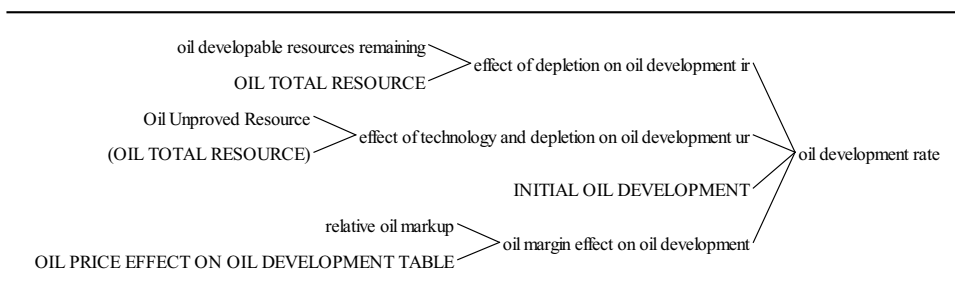 oil developable resources remaining
effect of depletion on oil development ir
OIL TOTAL RESOURCE
Oil Unproved Resource
effect of technology and depletion on oil development ur
(OIL TOTAL RESOURCE)
oil development rate
INITIAL OIL DEVELOPMENT
relative oil markup
oil margin effect on oil development
OIL PRICE EFFECT ON OIL DEVELOPMENT TABLE